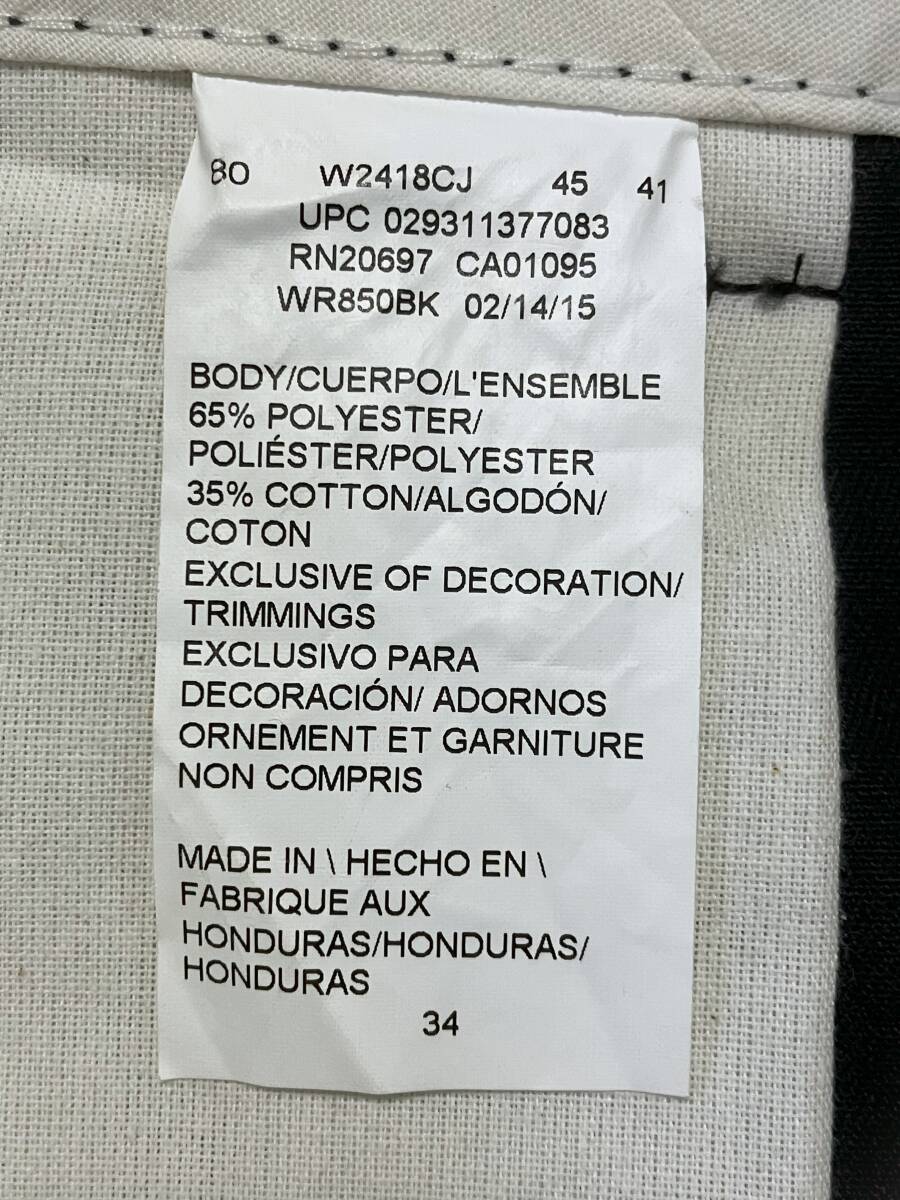 80 W2418CJ 45 41
UPC 029311377083
RN20697 CA01095
WR850BK 02/14/15
BODY/CUERPO/L'ENSEMBLE
65% POLYESTER/
POLIÉSTER/POLYESTER
35% COTTON/ALGODÓN/
COTON
EXCLUSIVE OF DECORATION/
TRIMMINGS
EXCLUSIVO PARA
DECORACIÓN/ ADORNOS
ORNEMENT ET GARNITURE
NON COMPRIS
MADE IN \ HECHO EN \
FABRIQUE AUX
HONDURAS/HONDURAS/
HONDURAS
34